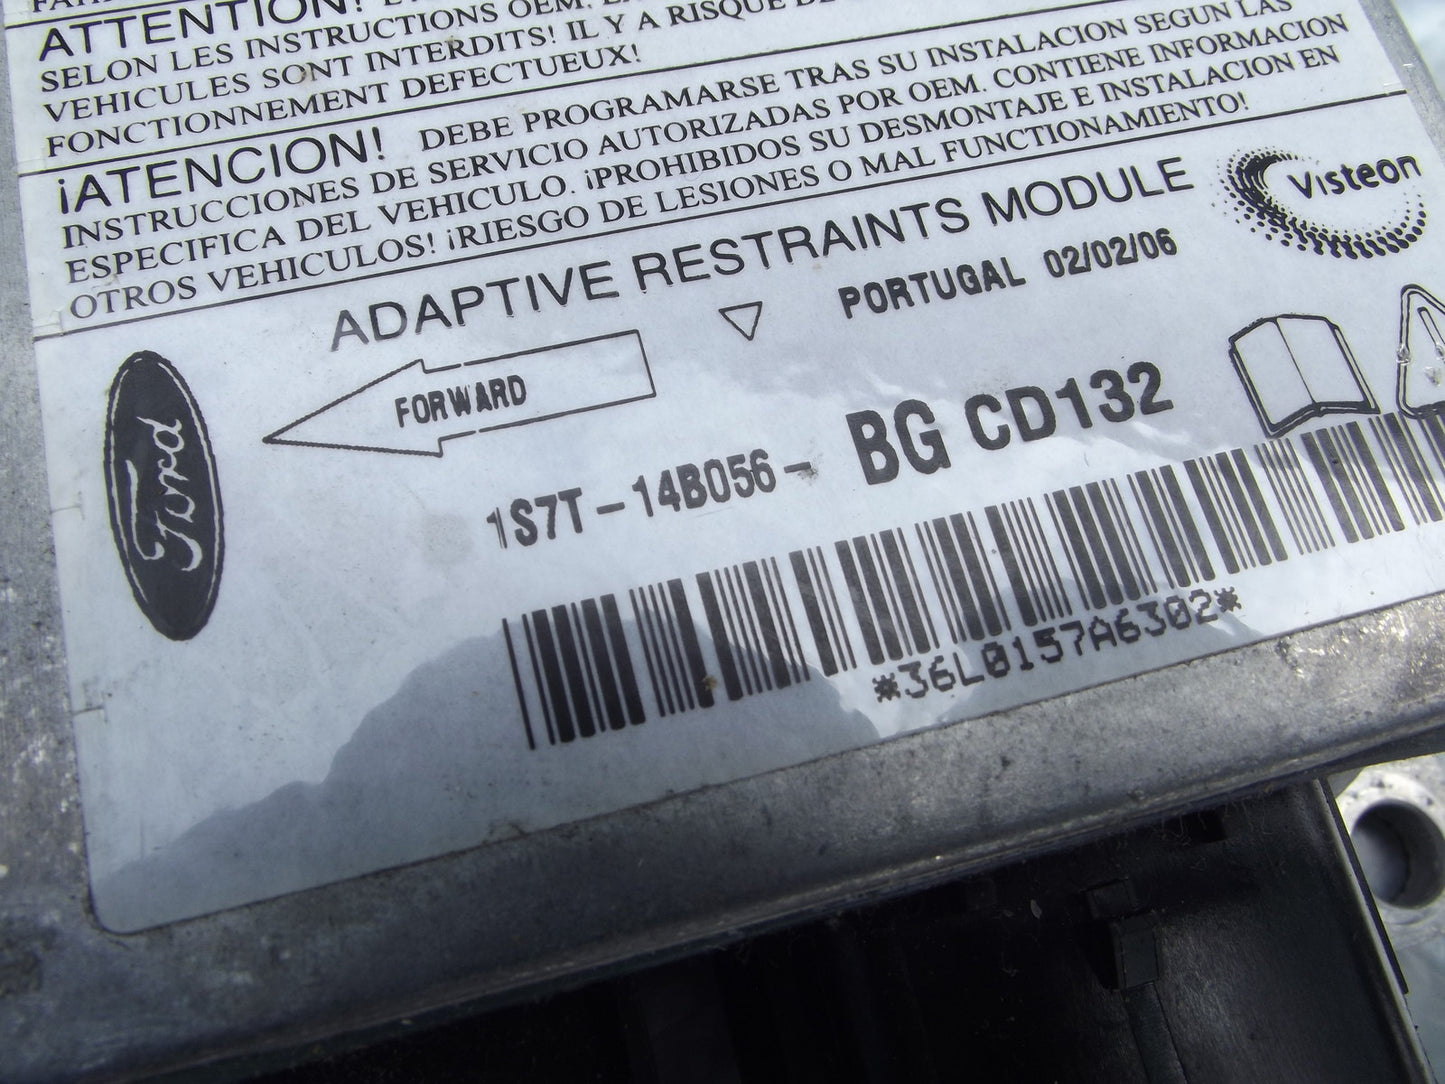 ATTENTION!
SELON LES INSTRUCTIONS OEM.
VEHICULES SONT INTERDITS! IL Y A RISQUE DE
FONCTIONNEMENT DEFECTUEUX!
¡ATENCION! DEBE PROGRAMARSE TRAS SU INSTALACION SEGUN LAS
INSTRUCCIONES DE SERVICIO AUTORIZADAS POR OEM. CONTIENE INFORMACION
ESPECIFICA DEL VEHICULO. ¡PROHIBIDOS SU DESMONTAJE E INSTALACION EN
OTROS VEHICULOS! ¡RIESGO DE LESIONES O MAL FUNCTIONAMIENTO!
ADAPTIVE RESTRAINTS MODULE
Visteon
PORTUGAL 02/02/06
FORWARD
Ford
1S7T-14B056- BG CD132
*36L0157A6302*